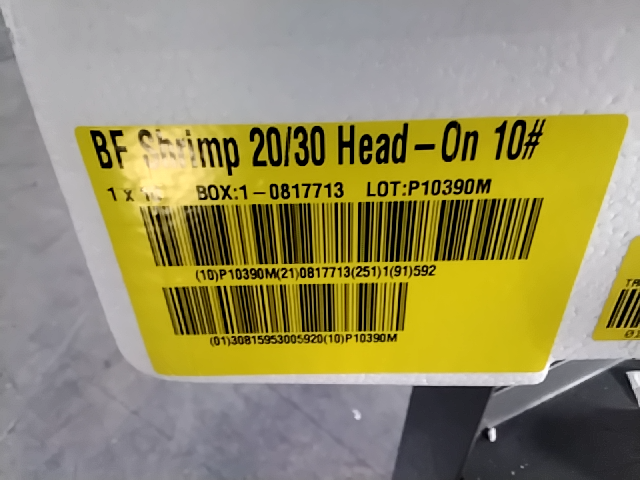 BF Shrimp 20/30 Head-On 10#
1 x BOX:1-0817713 LOT:P10390M
(10)P10390M(21)0817713(251)1(91)592
(01)30815953005920(10)P10390M